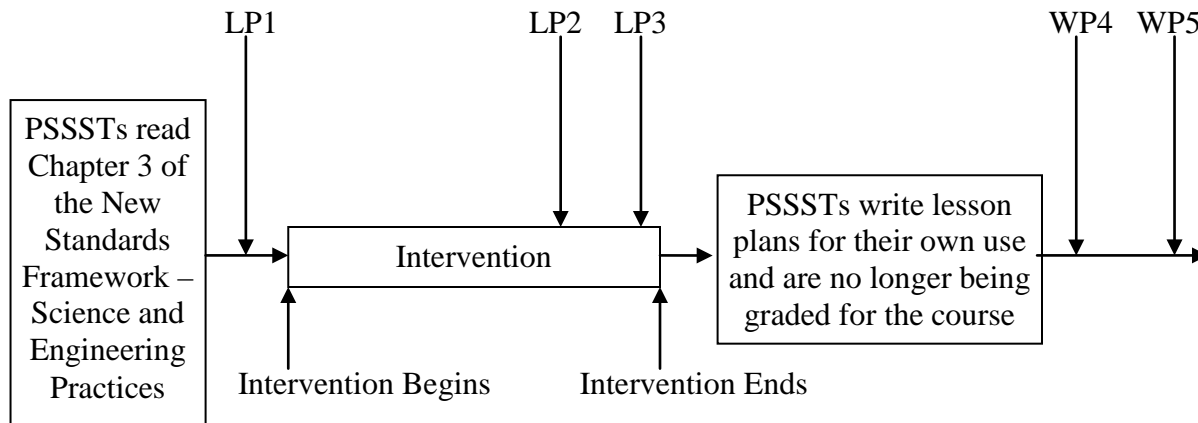 LP1
LP2
LP3
WP4
WP5
PSSSTs read
Chapter 3 of
the New
Standards
Framework –
Science and
Engineering
Practices
Intervention
PSSSTs write lesson
plans for their own use
and are no longer being
graded for the course
Intervention Begins
Intervention Ends